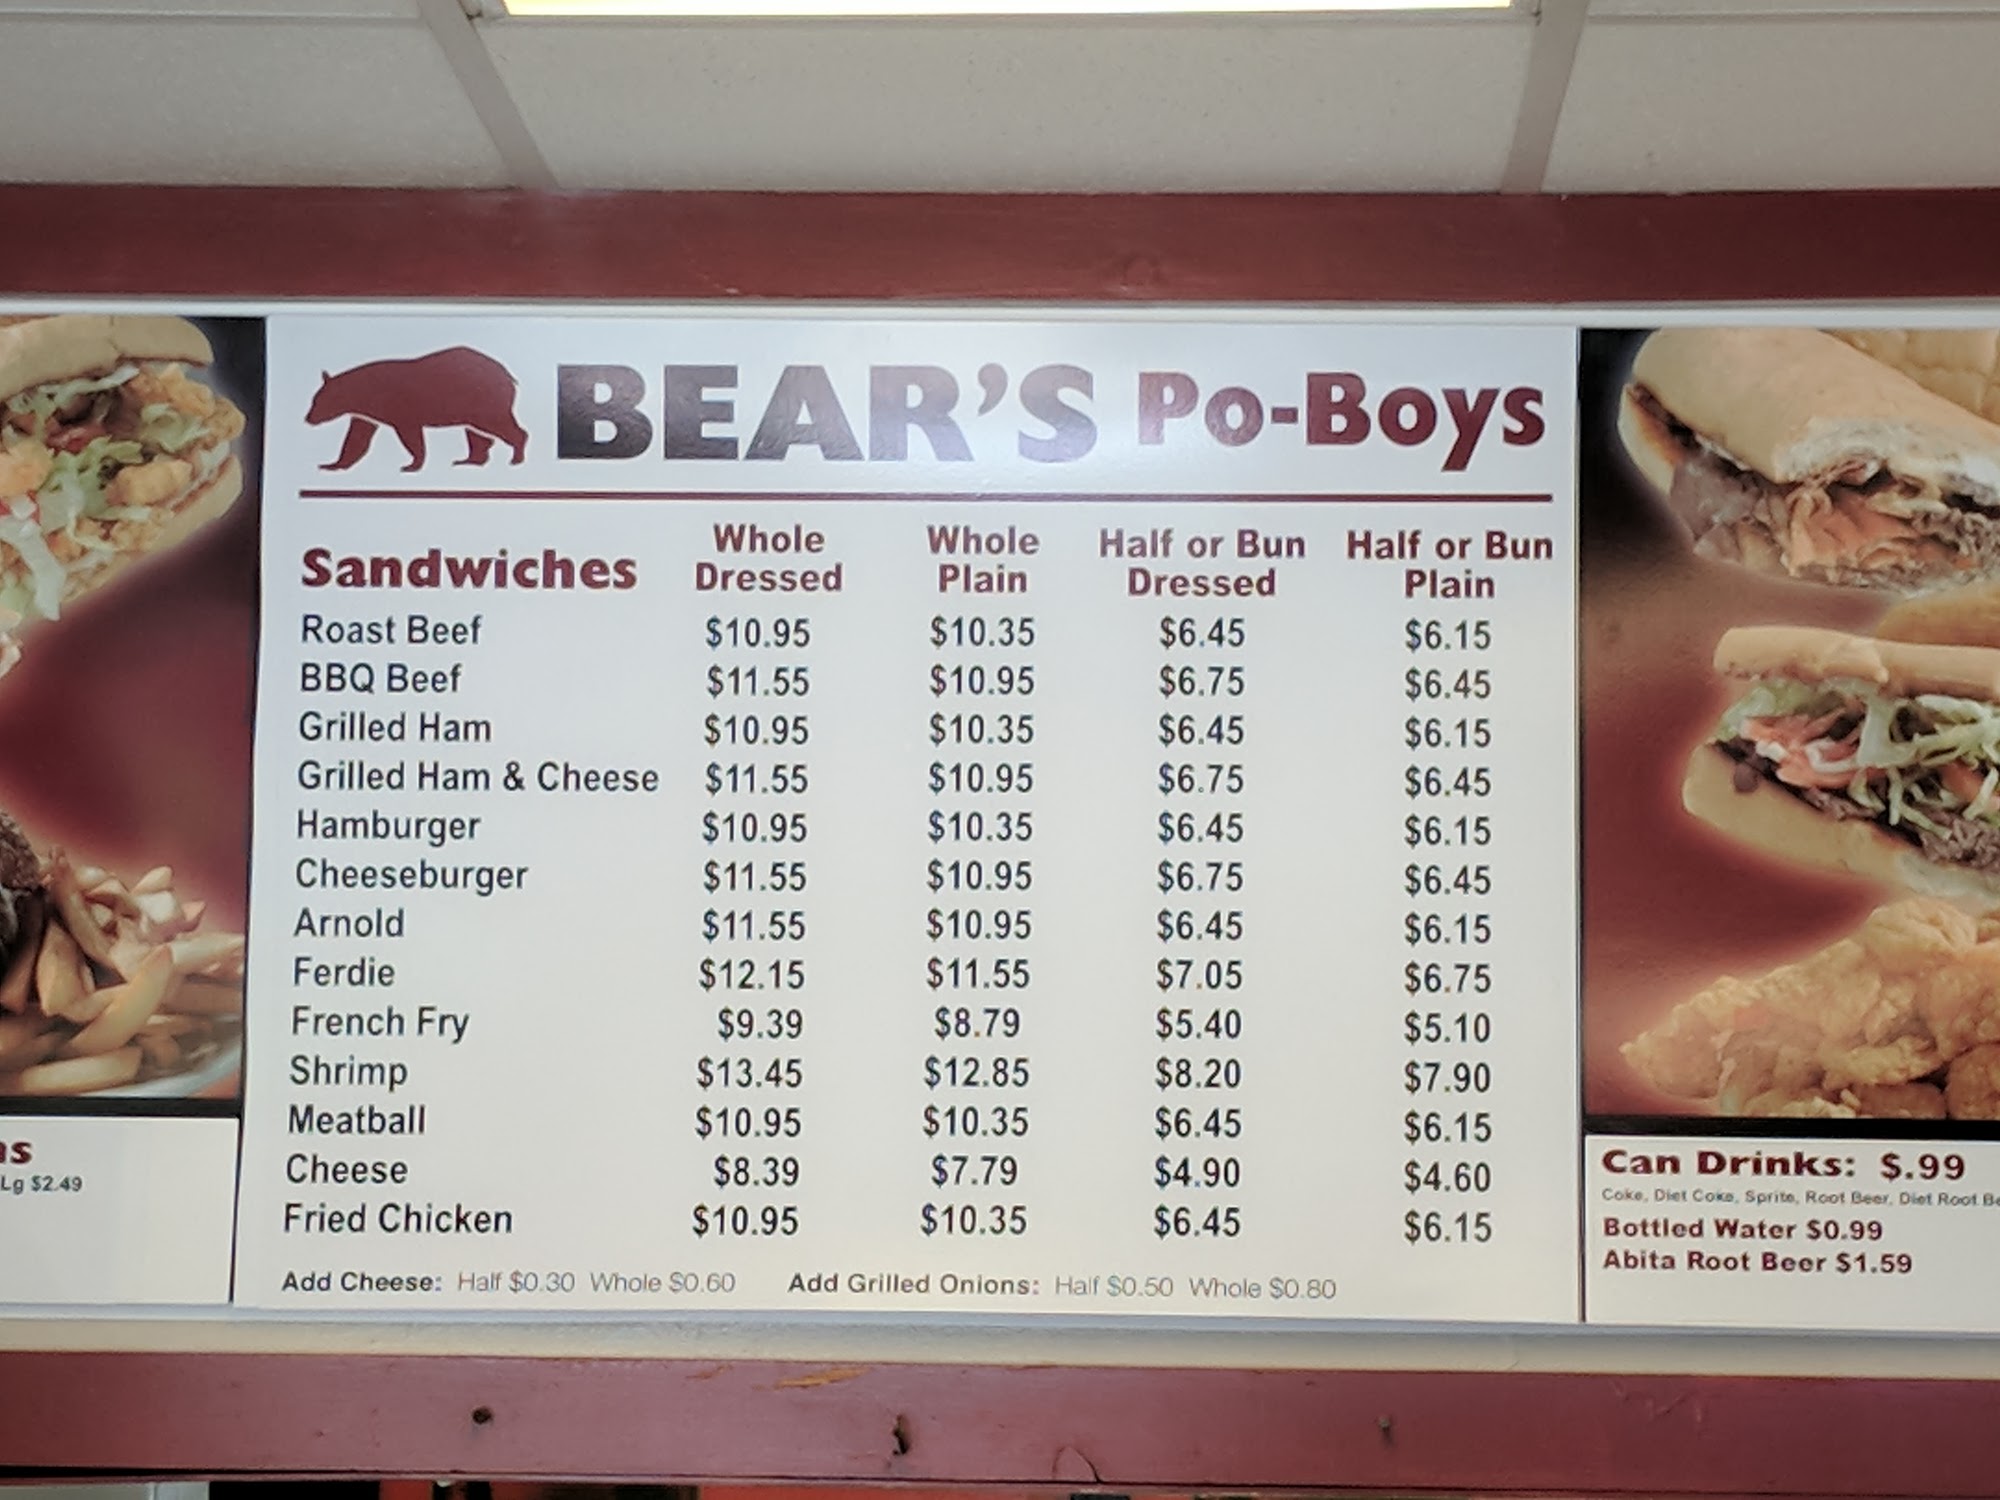 BEAR'S Po-Boys
Sandwiches Whole Dressed Whole Plain Half or Bun Dressed Half or Bun Plain
Roast Beef $10.95 $10.35 $6.45 $6.15
BBQ Beef $11.55 $10.95 $6.75 $6.45
Grilled Ham $10.95 $10.35 $6.45 $6.15
Grilled Ham & Cheese $11.55 $10.95 $6.75 $6.45
Hamburger $10.95 $10.35 $6.45 $6.15
Cheeseburger $11.55 $10.95 $6.75 $6.45
Arnold $11.55 $10.95 $6.45 $6.15
Ferdie $12.15 $11.55 $7.05 $6.75
French Fry $9.39 $8.79 $5.40 $5.10
Shrimp $13.45 $12.85 $8.20 $7.90
Meatball $10.95 $10.35 $6.45 $6.15
Cheese $8.39 $7.79 $4.90 $4.60
Fried Chicken $10.95 $10.35 $6.45 $6.15
Add Cheese: Half $0.30 Whole $0.60 Add Grilled Onions: Half $0.50 Whole $0.80
Lg $2.49
Can Drinks: $.99
Coke, Diet Coke, Sprite, Root Beer, Diet Root
Bottled Water $0.99
Abita Root Beer $1.59